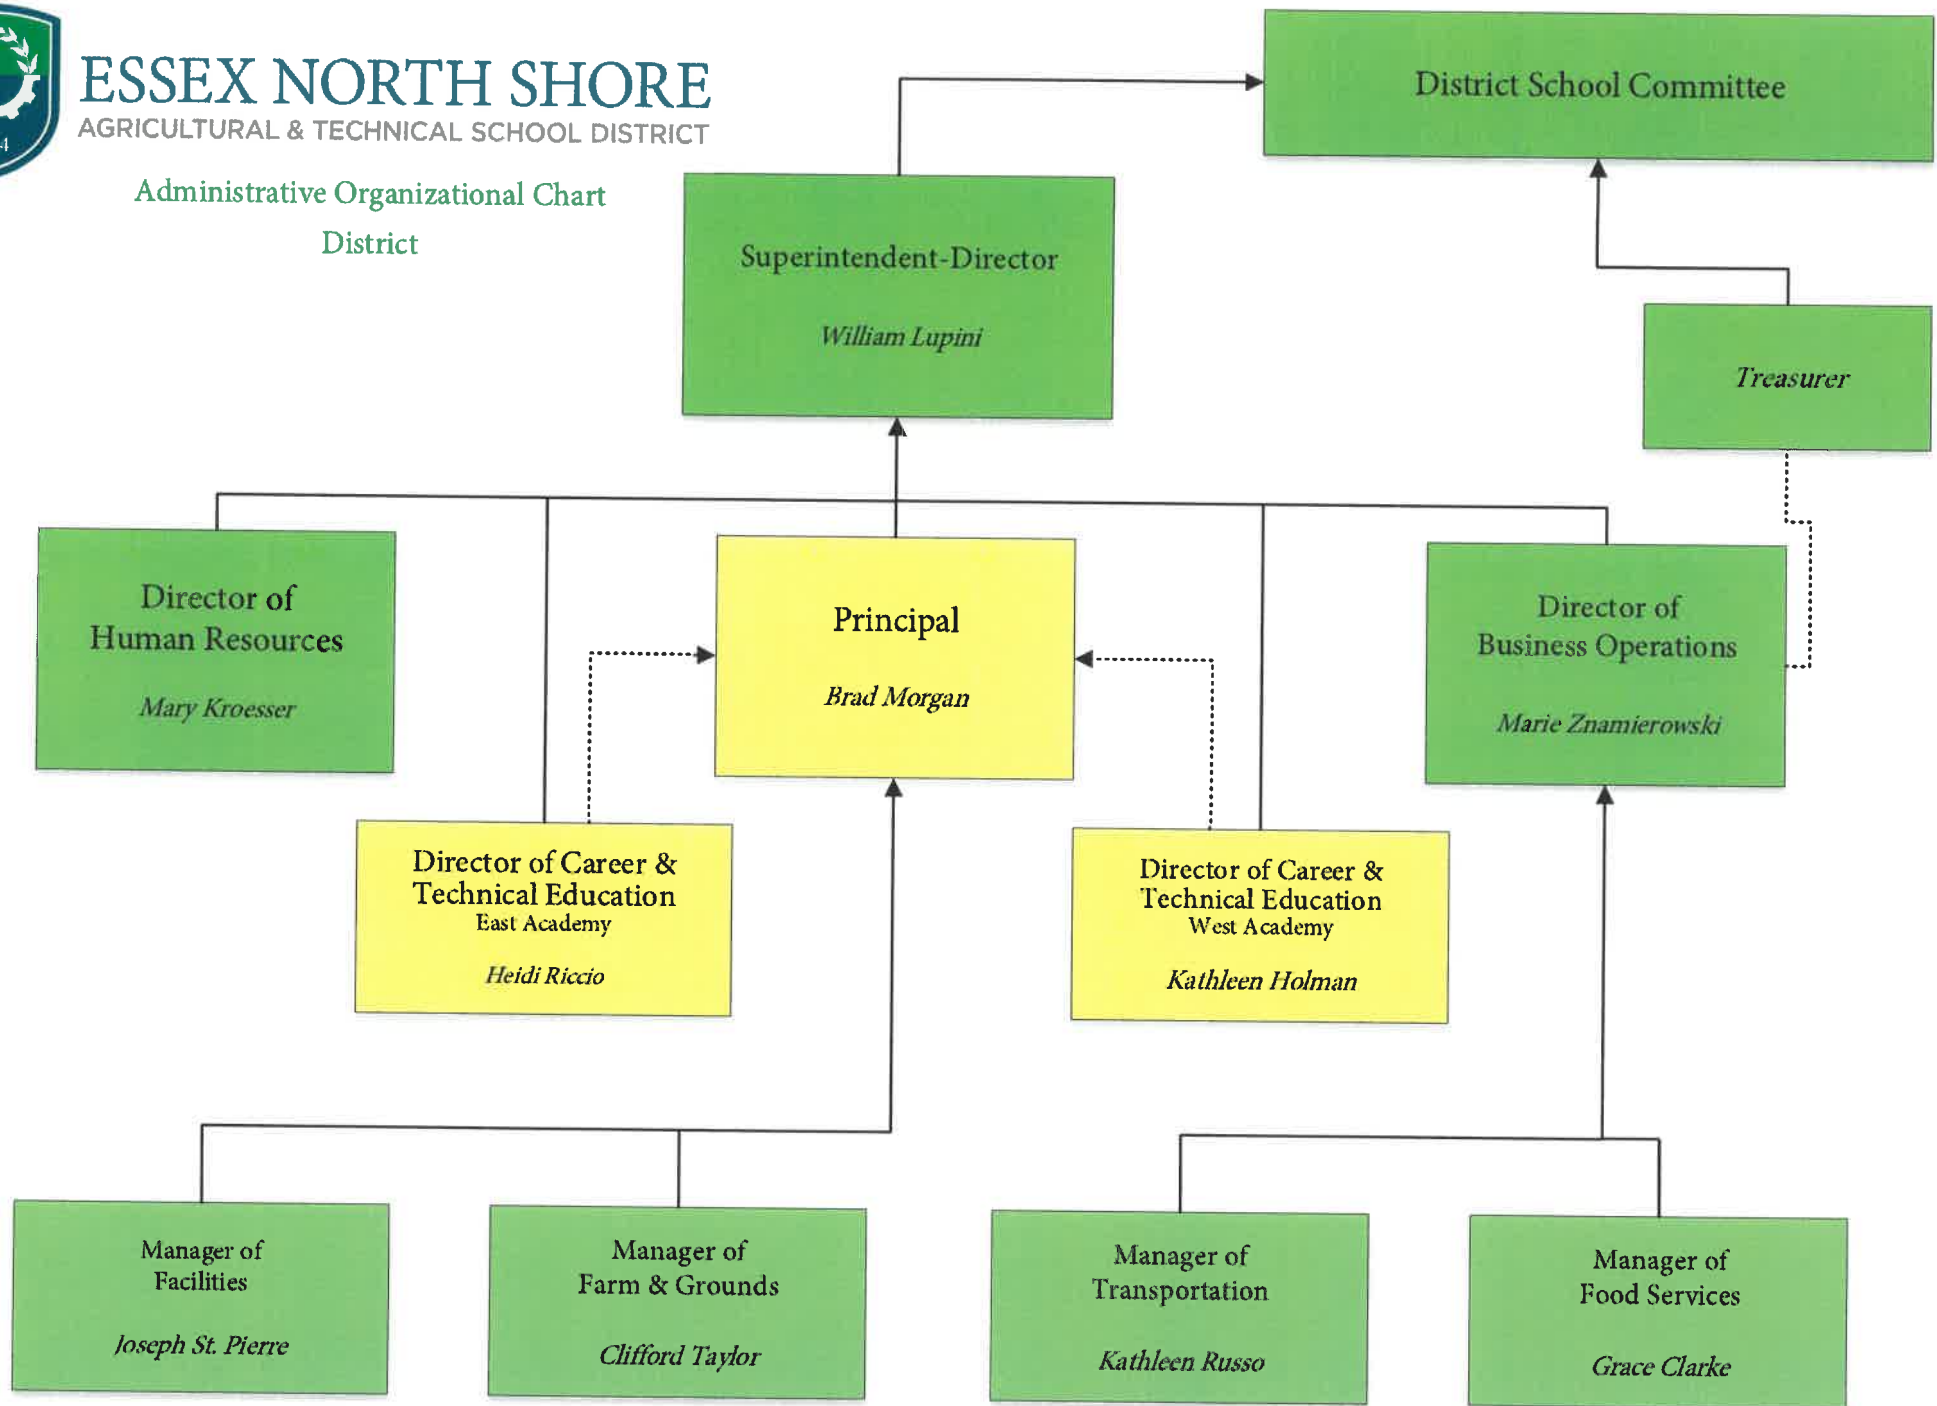 4
ESSEX NORTH SHORE
AGRICULTURAL & TECHNICAL SCHOOL DISTRICT
Administrative Organizational Chart
District
District School Committee
Superintendent-Director
William Lupini
Treasurer
Director of
Human Resources
Mary Kroesser
Principal
Brad Morgan
Director of
Business Operations
Marie Znamierowski
Director of Career &
Technical Education
East Academy
Heidi Riccio
Director of Career &
Technical Education
West Academy
Kathleen Holman
Manager of
Facilities
Joseph St. Pierre
Manager of
Farm & Grounds
Clifford Taylor
Manager of
Transportation
Kathleen Russo
Manager of
Food Services
Grace Clarke